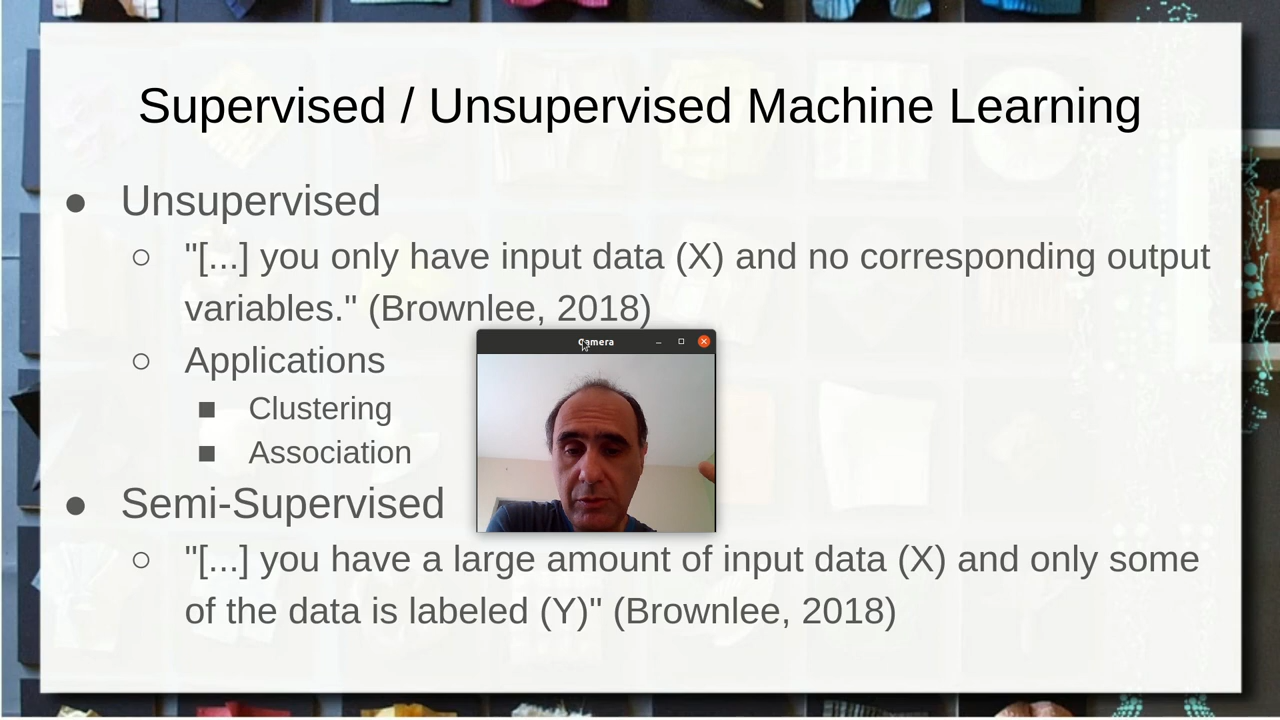 Supervised / Unsupervised Machine Learning
● Unsupervised
○ "[...] you only have input data (X) and no corresponding output
variables." (Brownlee, 2018)
○ Applications
■ Clustering
■ Association
● Semi-Supervised
○ "[...] you have a large amount of input data (X) and only some
of the data is labeled (Y)" (Brownlee, 2018)
Camera